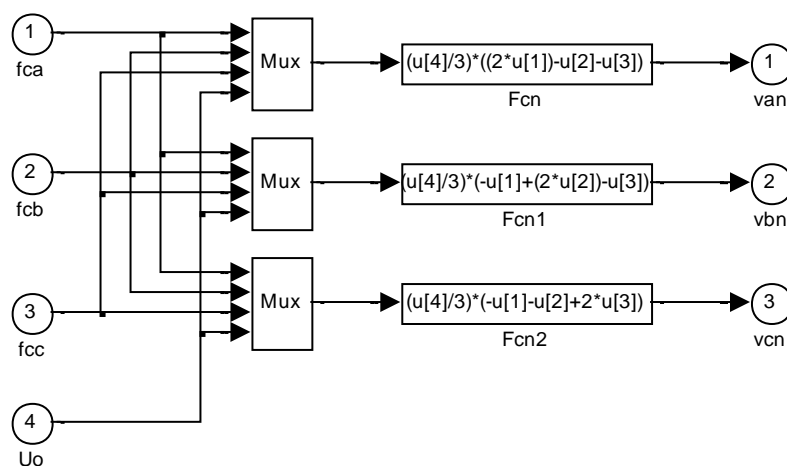 1
fca
Mux
(u[4]/3)*((2*u[1])-u[2]-u[3])
Fcn
1
van
2
fcb
Mux
(u[4]/3)*(-u[1]+(2*u[2])-u[3])
Fcn1
2
vbn
3
fcc
Mux
(u[4]/3)*(-u[1]-u[2]+2*u[3])
Fcn2
3
vcn
4
Uo